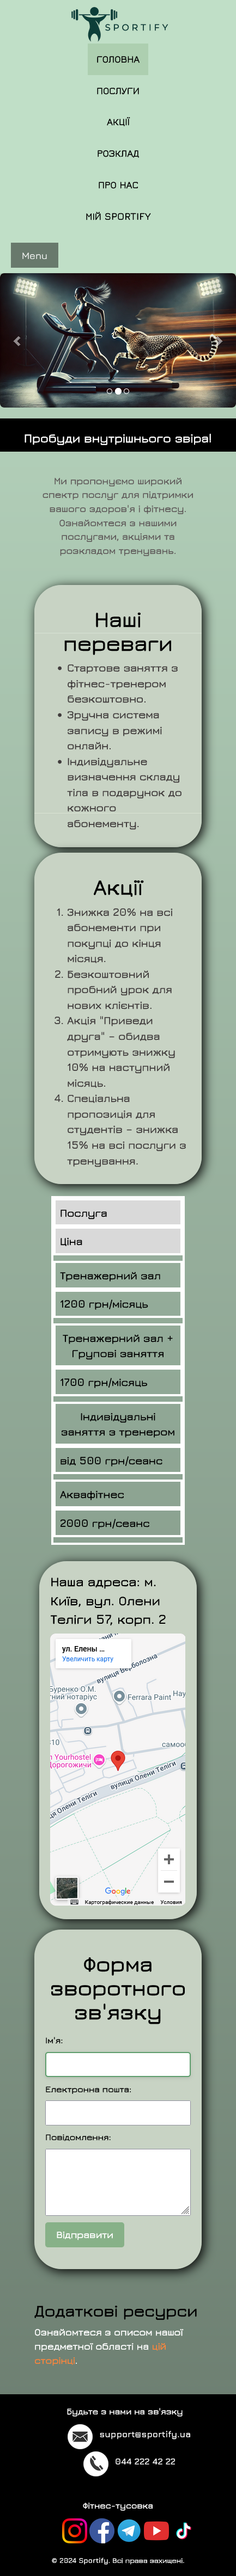 SPORTIFY
ГОЛОВНА
ПОСЛУГИ
АКЦІЇ
РОЗКЛАД
ПРО НАС
МІЙ SPORTIFY
Menu
Пробуди внутрішнього звіра!
Ми пропонуємо широкий
спектр послуг для підтримки
вашого здоров'я і фітнесу.
Ознайомтеся з нашими
послугами, акціями та
розкладом тренувань.
Наші
переваги
• Стартове заняття з
фітнес-тренером
безкоштовно.
• Зручна система
запису в режимі
онлайн.
• Індивідуальне
визначення складу
тіла в подарунок до
кожного
абонементу.
Акції
1. Знижка 20% на всі
абонементи при
покупці до кінця
місяця.
2. Безкоштовний
пробний урок для
нових клієнтів.
3. Акція "Приведи
друга" – обидва
отримують знижку
10% на наступний
місяць.
4. Спеціальна
пропозиція для
студентів – знижка
15% на всі послуги з
тренування.
Послуга
Ціна
Тренажерний зал
1200 грн/місяць
Тренажерний зал +
Групові заняття
1700 грн/місяць
Індивідуальні
заняття з тренером
від 500 грн/сеанс
Аквафітнес
2000 грн/сеанс
Наша адреса: м.
Київ, вул. Олени
Теліги 57, корп. 2
ул. Елены ...
Увеличить карту
вулиця Вербо
лозна
Буренко О.М.
тний нотаріус
Ferrara Paint
Нау
самооо
n Yourhostel
Дорогожичи
вулиця Олени Теліги
Олени Теліги
Google
Картографические данные
Условия
Форма
зворотного
зв'язку
Ім'я:
Електронна пошта:
Повідомлення:
Відправити
Додаткові ресурси
Ознайомтеся з описом нашої
предметної області на цій
сторінці.
Будьте з нами на зв'язку
support@sportify.ua
044 222 42 22
Фітнес-тусовка
© 2024 Sportify. Всі права захищені.